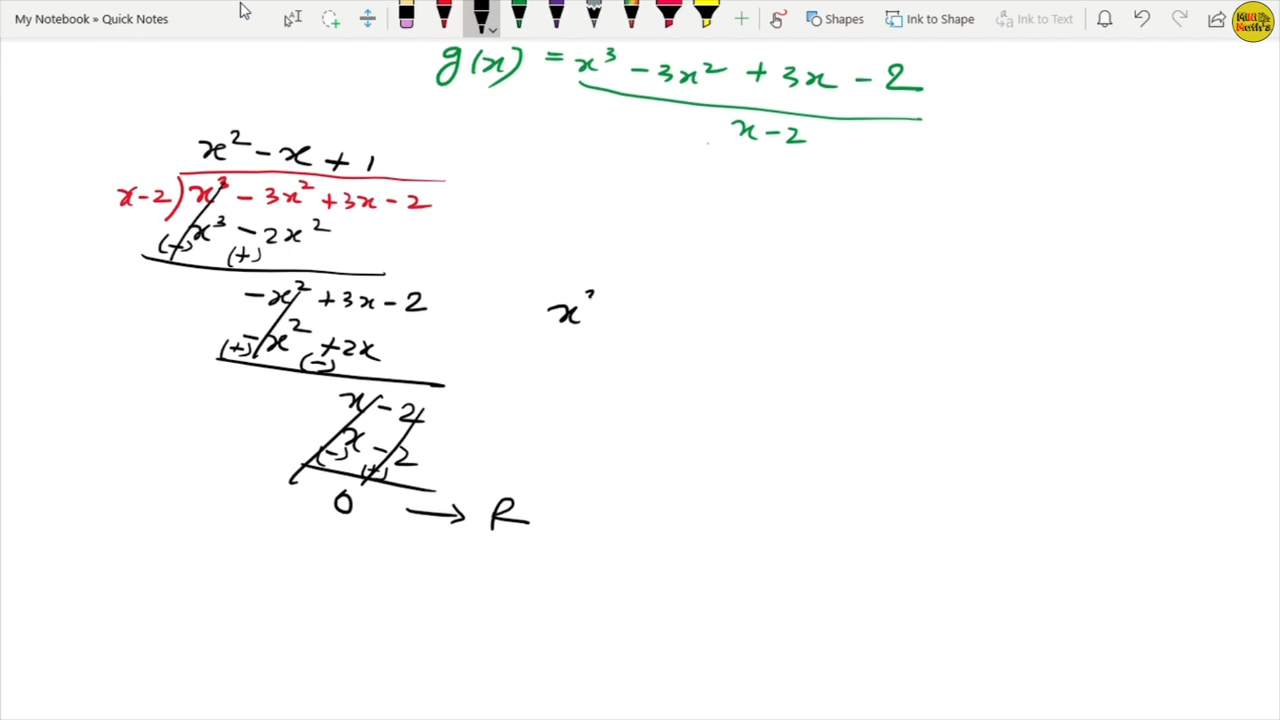 My Notebook » Quick Notes
Shapes
Ink to Shape
Ink to Text
g(x) = x³ - 3x² + 3x - 2
x - 2
x² - x + 1
x-2) x³ - 3x² + 3x - 2
x³ - 2x²
(-) (+)
-x² + 3x - 2
-x² + 2x
(+) (-)
x²
x - 2
x - 2
(-) (+)
0 → R